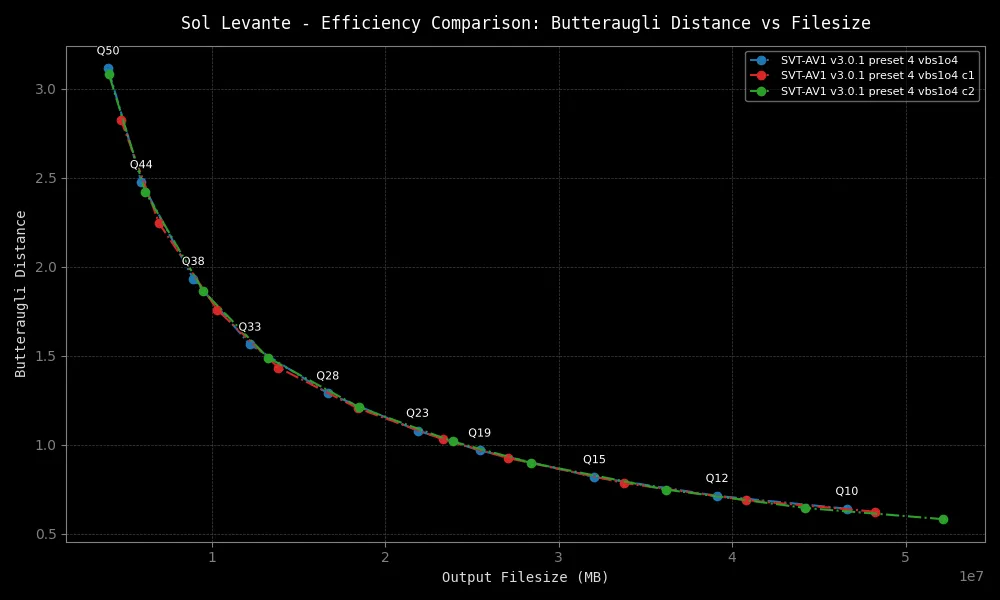 Sol Levante - Efficiency Comparison: Butteraugli Distance vs Filesize
SVT-AV1 v3.0.1 preset 4 vbs1o4
SVT-AV1 v3.0.1 preset 4 vbs1o4 c1
SVT-AV1 v3.0.1 preset 4 vbs1o4 c2
Butteraugli Distance
3.0
2.5
2.0
1.5
1.0
0.5
Q50
Q44
Q38
Q33
Q28
Q23
Q19
Q15
Q12
Q10
1
2
3
4
5
1e7
Output Filesize (MB)